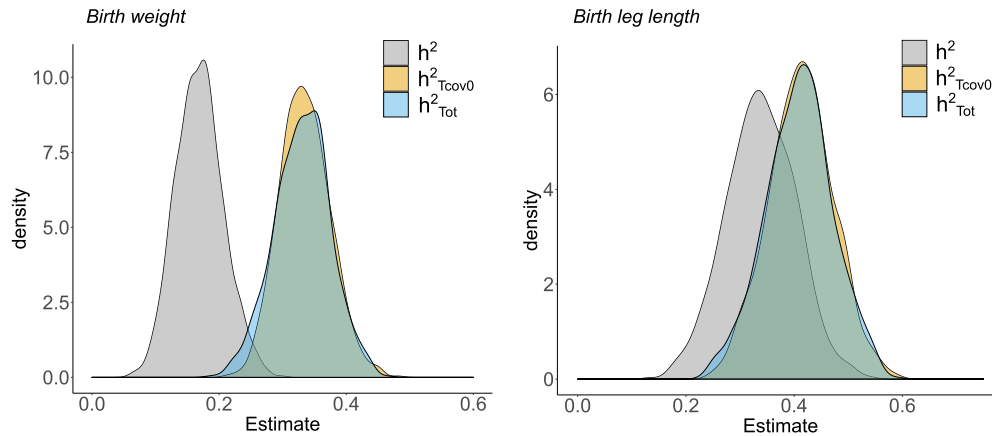 Birth weight
h²
h²Tcov0
h²Tot
10.0
7.5
5.0
2.5
0.0
density
0.0 0.2 0.4 0.6
Estimate
Birth leg length
h²
h²Tcov0
h²Tot
6
4
2
0
density
0.0 0.2 0.4 0.6
Estimate